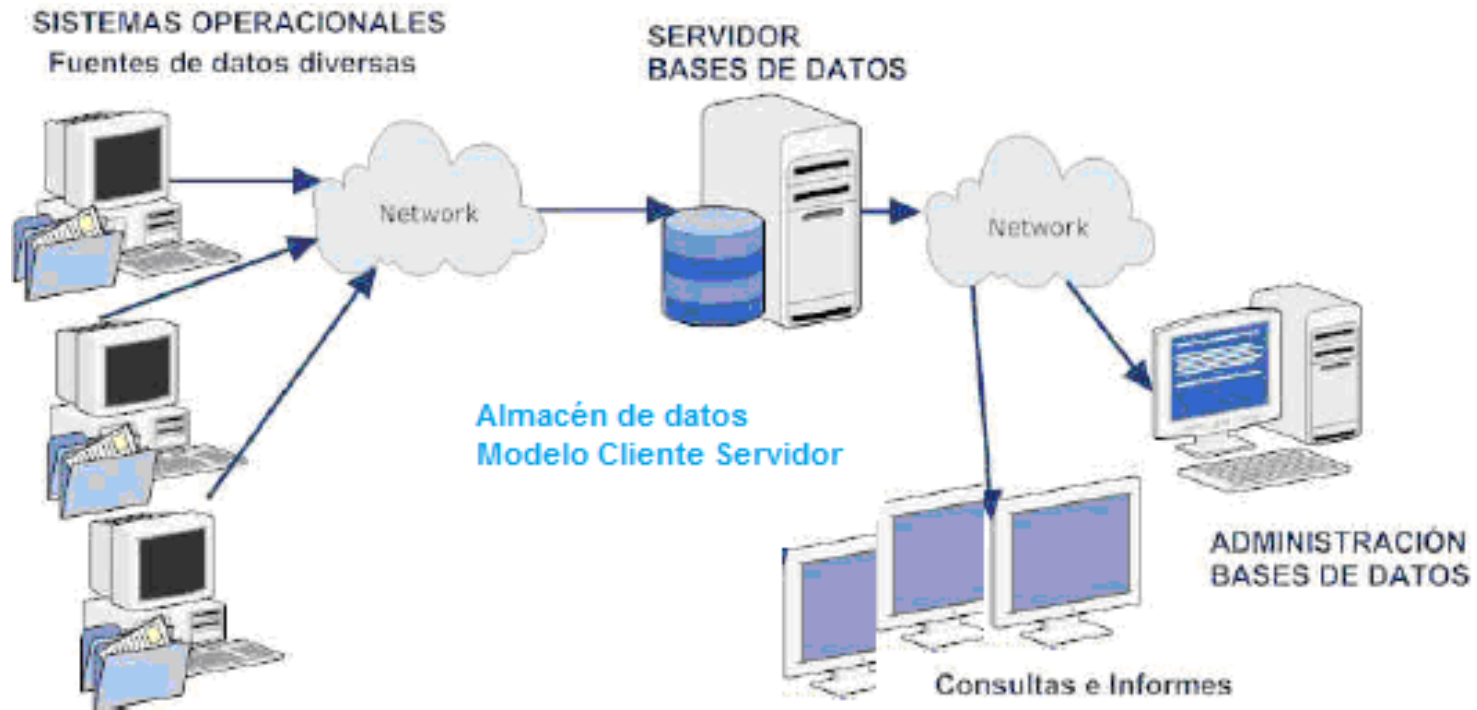 SISTEMAS OPERACIONALES
Fuentes de datos diversas
SERVIDOR
BASES DE DATOS
Network
Network
Almacén de datos
Modelo Cliente Servidor
ADMINISTRACIÓN
BASES DE DATOS
Consultas e Informes